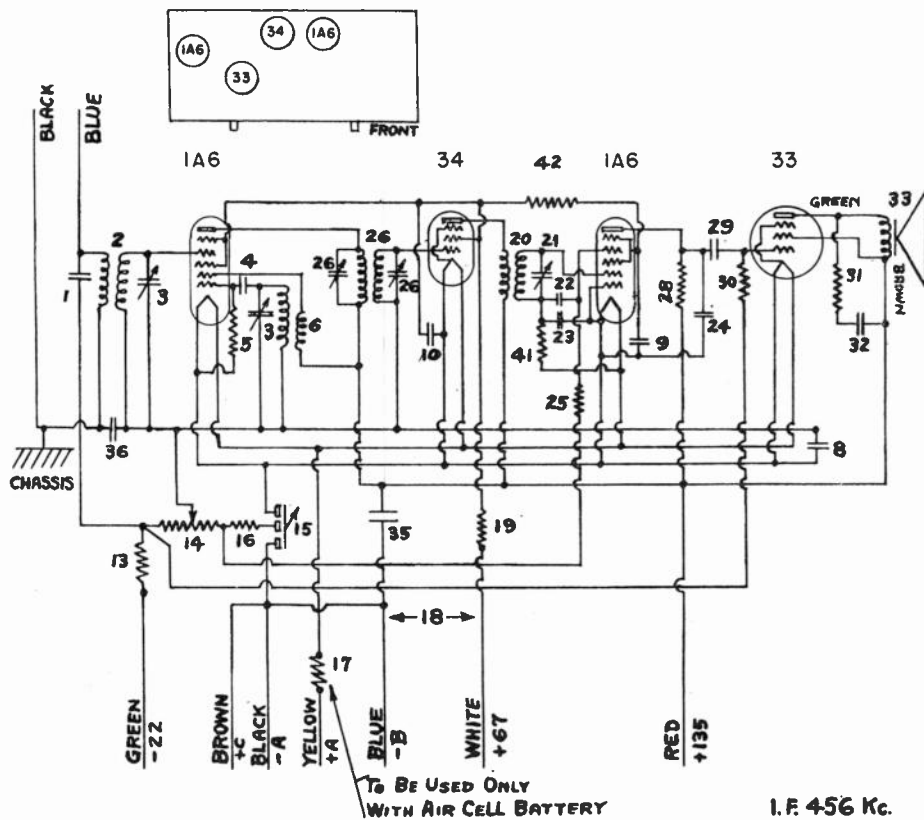 34
1A6
1A6
33
FRONT
BLACK
BLUE
1A6
34
42
1A6
33
GREEN
33
BROWN
2
1
3
4
3
5
6
26
26
26
10
20
21
22
23
41
25
9
28
24
29
30
31
32
36
CHASSIS
8
13
14
16
15
35
19
18
17
GREEN
-22
BROWN
+C
BLACK
-A
YELLOW
+A
BLUE
-B
WHITE
+67
RED
+135
TO BE USED ONLY
WITH AIR CELL BATTERY
I.F. 456 KC.